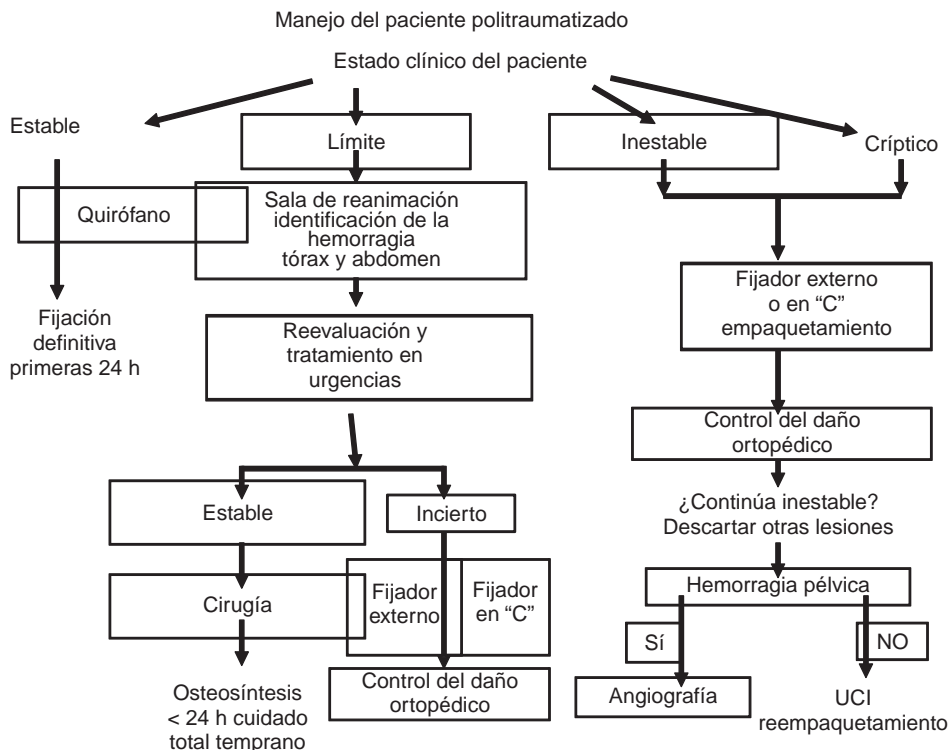 Manejo del paciente politraumatizado
Estado clínico del paciente
Estable
Límite
Inestable
Críptico
Quirófano
Sala de reanimación
identificación de la
hemorragia
tórax y abdomen
Fijador externo
o en “C”
empaquetamiento
Fijación
definitiva
primeras 24 h
Reevaluación y
tratamiento en
urgencias
Control del daño
ortopédico
Estable
Incierto
¿Continúa inestable?
Descartar otras lesiones
Cirugía
Fijador
externo
Fijador
en “C”
Hemorragia pélvica
Sí
NO
Osteosíntesis
< 24 h cuidado
total temprano
Control del daño
ortopédico
Angiografía
UCI
reempaquetamiento